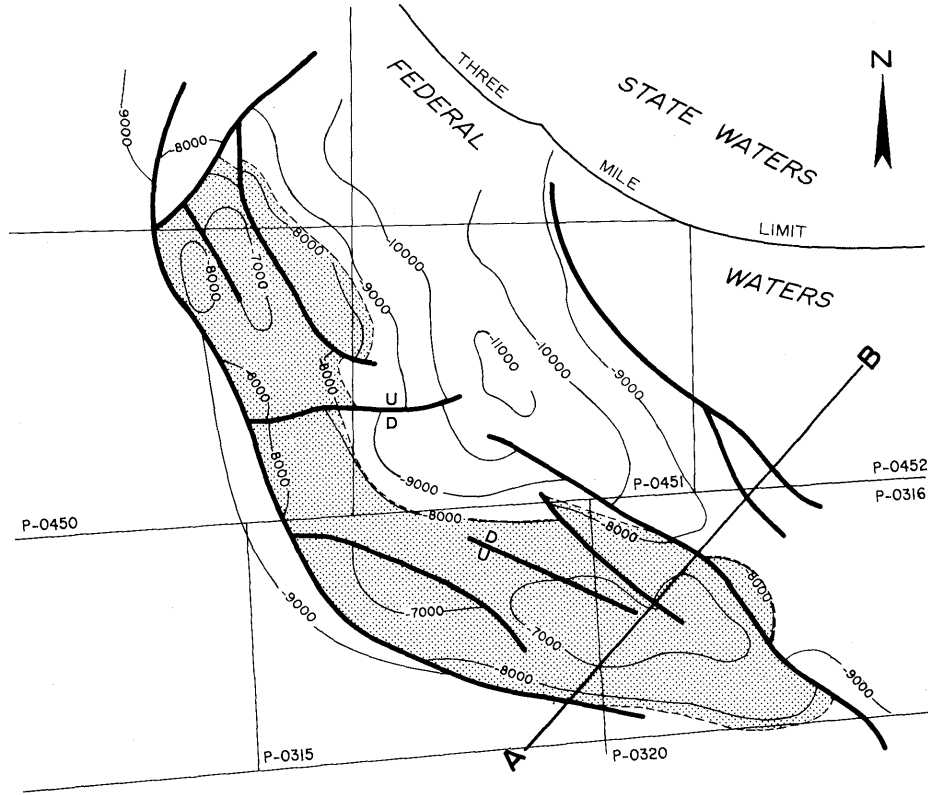 N
THREE
MILE
LIMIT
STATE WATERS
FEDERAL
WATERS
-9000
-8000
-8000
-7000
-8000
-10000
-9000
-11000
-10000
-9000
-8000
-8000
U
D
B
-8000
-9000
P-0451
P-0452
P-0316
P-0450
-8000
D
U
-8000
-8000
-9000
-7000
-7000
-8000
-9000
A
P-0315
P-0320